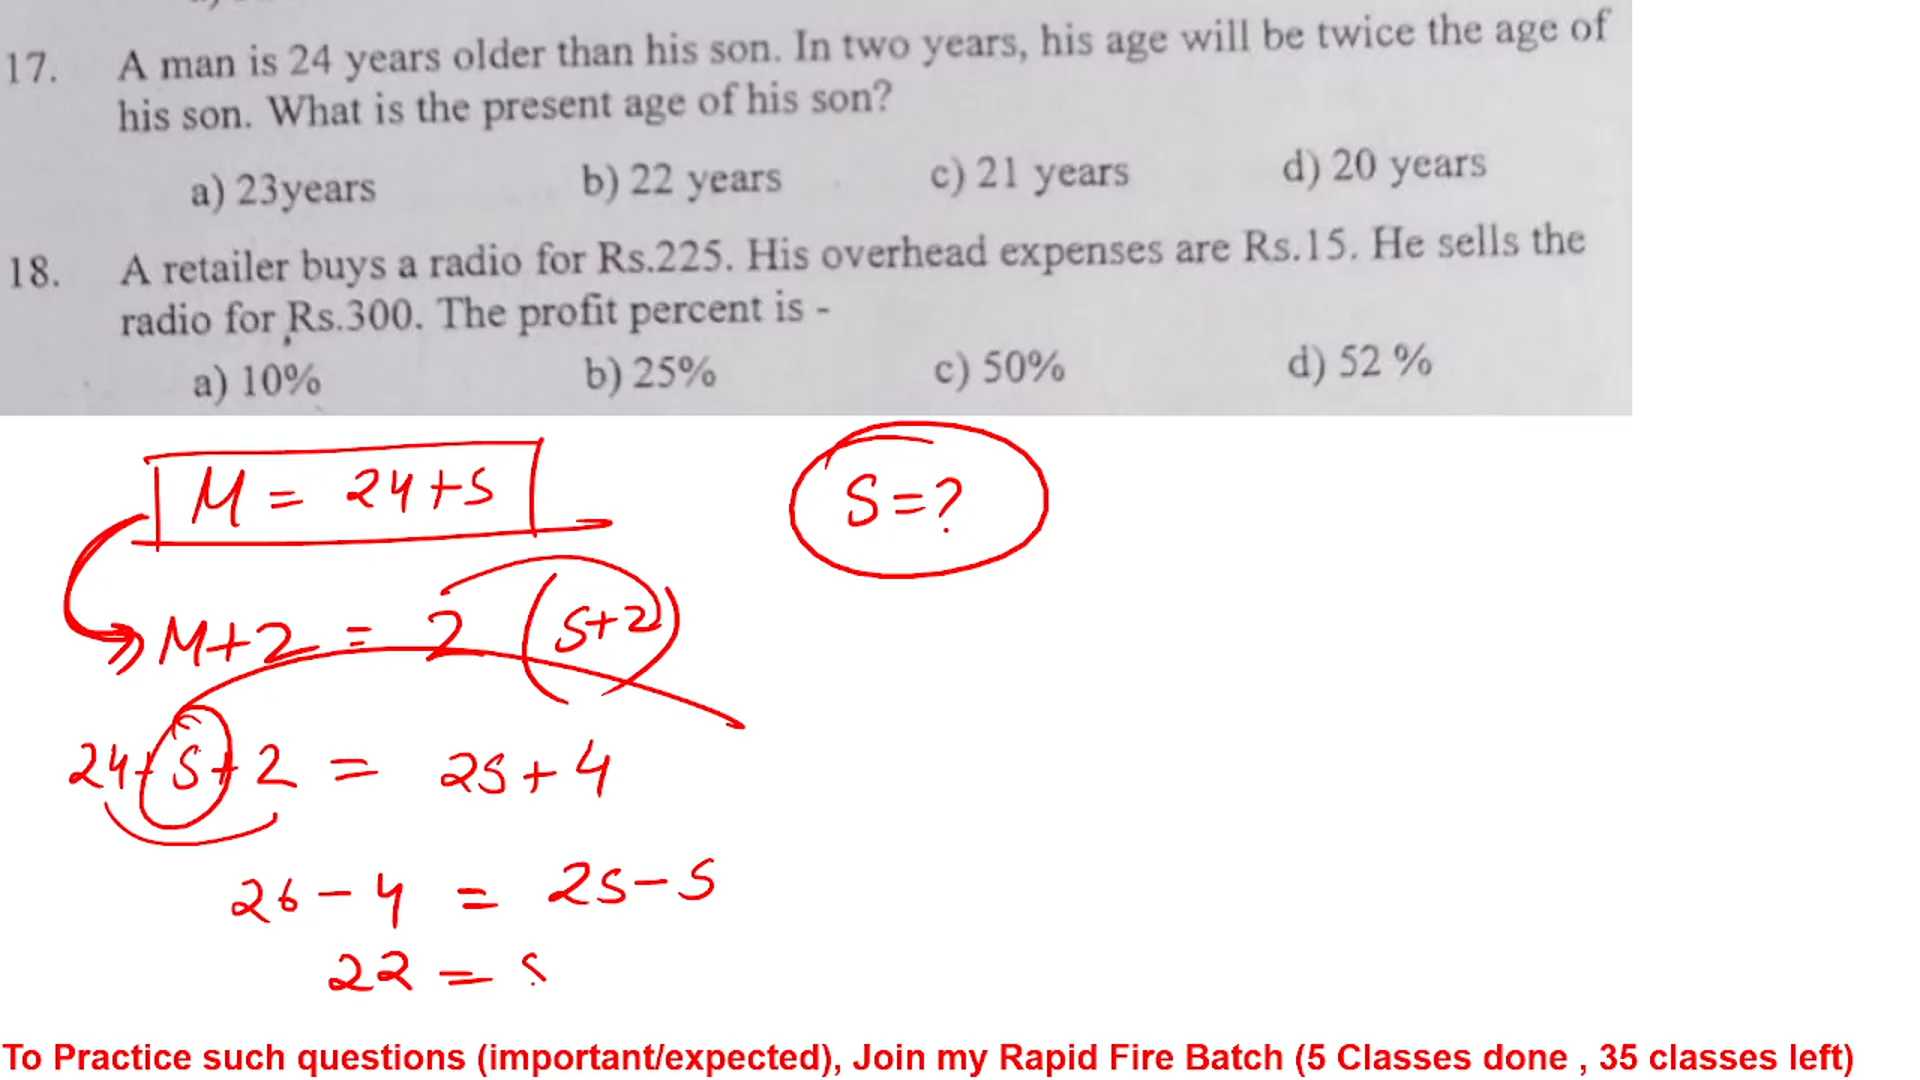 17. A man is 24 years older than his son. In two years, his age will be twice the age of
his son. What is the present age of his son?
a) 23years b) 22 years c) 21 years d) 20 years
18. A retailer buys a radio for Rs.225. His overhead expenses are Rs.15. He sells the
radio for Rs.300. The profit percent is -
a) 10% b) 25% c) 50% d) 52 %
M = 24+S
S=?
M+2 = 2 (S+2)
24+S+2 = 2S+4
26-4 = 2S-S
22 = S
To Practice such questions (important/expected), Join my Rapid Fire Batch (5 Classes done , 35 classes left)